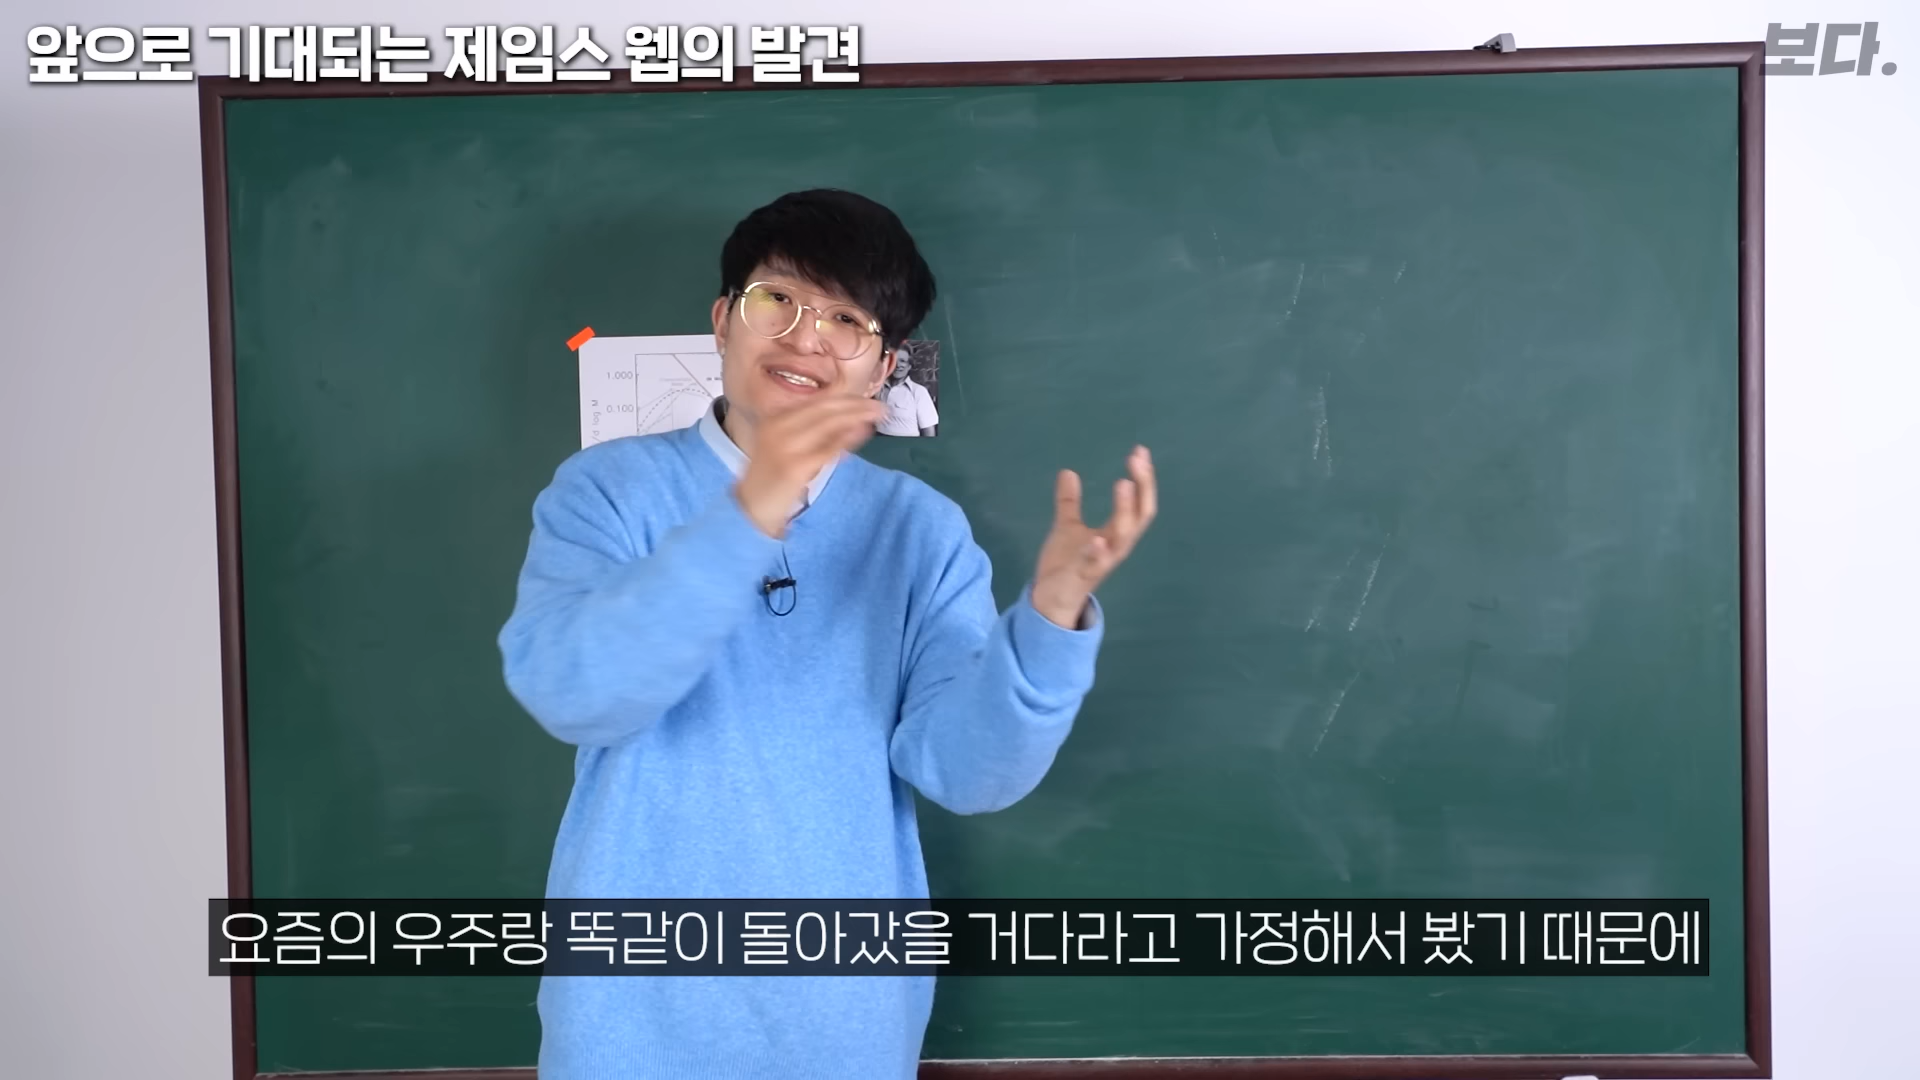 앞으로 기대되는 제임스 웹의 발견
보다.
1.000
0.100
/d log M
요즘의 우주랑 똑같이 돌아갔을 거다라고 가정해서 봤기 때문에